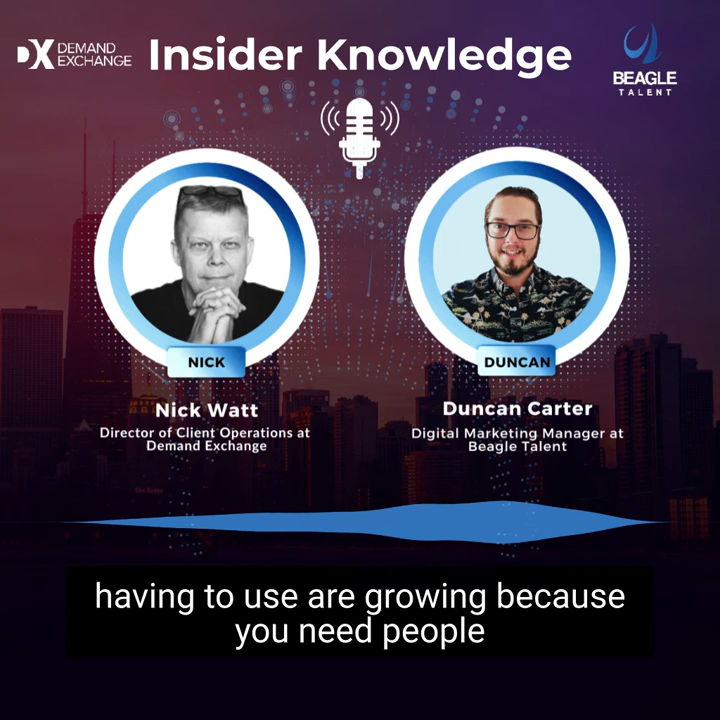 DX DEMAND EXCHANGE
Insider Knowledge
BEAGLE
TALENT
NICK
DUNCAN
Nick Watt
Director of Client Operations at
Demand Exchange
Duncan Carter
Digital Marketing Manager at
Beagle Talent
having to use are growing because
you need people